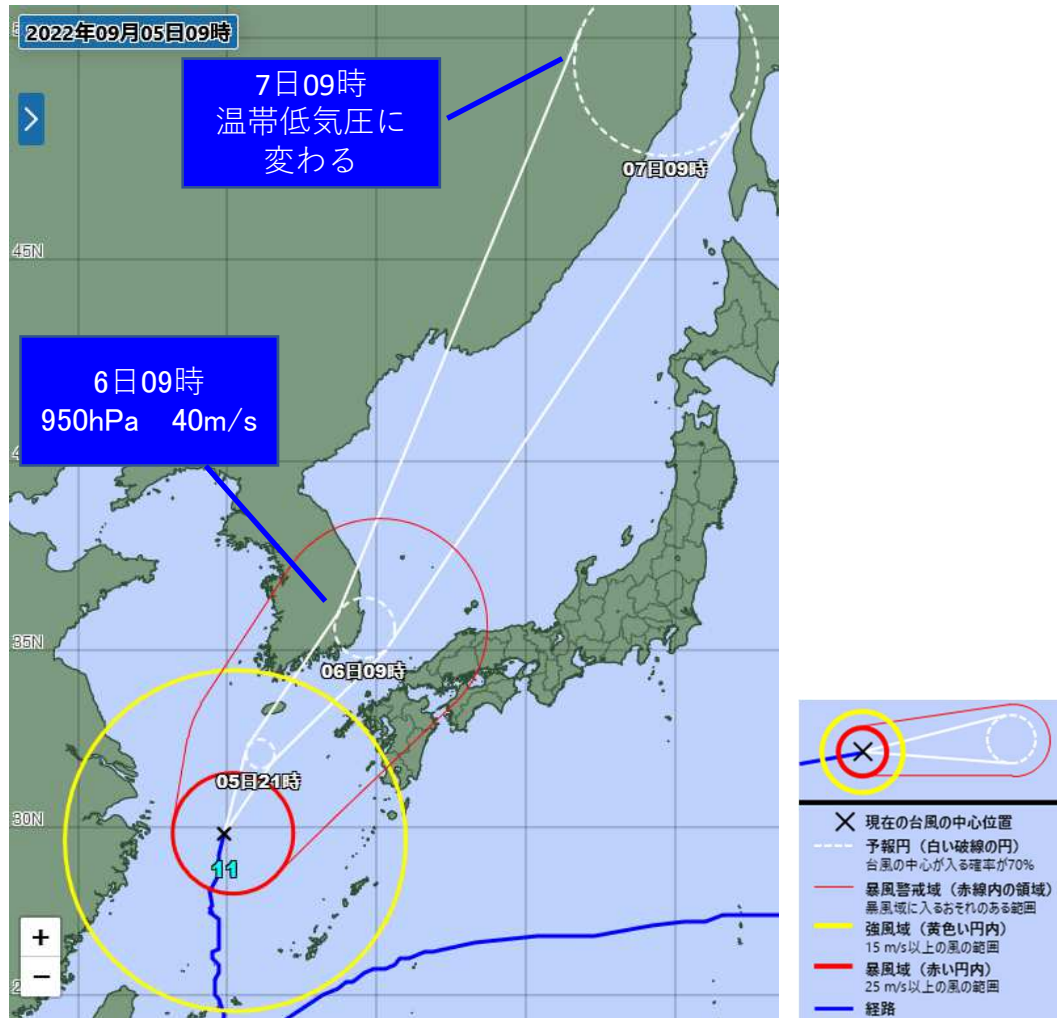 2022年09月05日09時
7日09時
温帯低気圧に
変わる
07日09時
45N
6日09時
950hPa 40m/s
35N
06日09時
05日21時
30N
11
+
−
現在の台風の中心位置
予報円（白い破線の円）
台風の中心が入る確率が70%
暴風警戒域（赤線内の領域）
暴風域に入るおそれのある範囲
強風域（黄色い円内）
15 m/s以上の風の範囲
暴風域（赤い円内）
25 m/s以上の風の範囲
経路